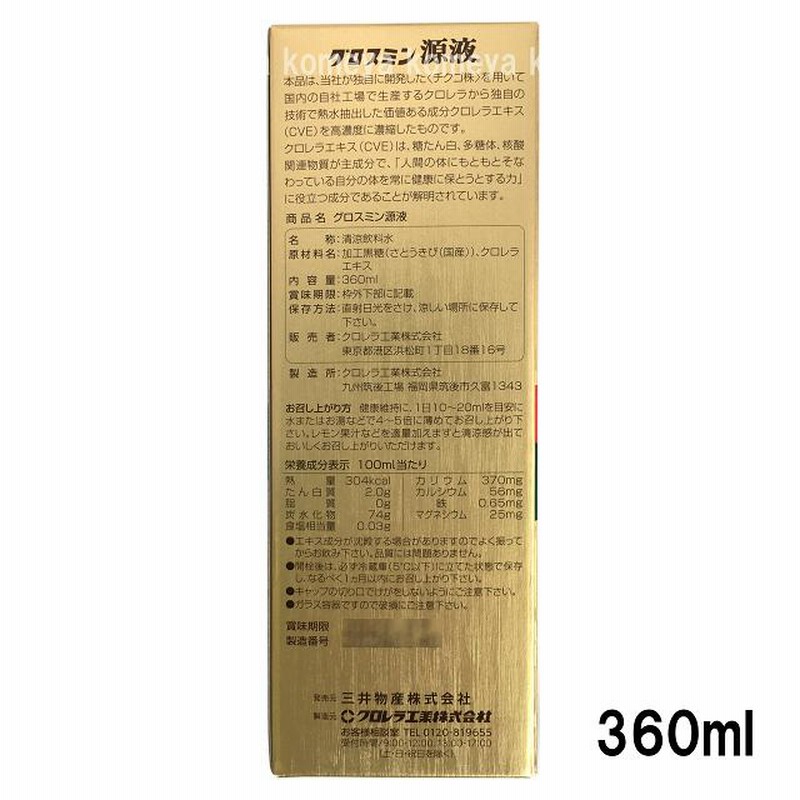 komeya komeya k
グロスミン 源液
本品は、当社が独自に開発した〈チクゴ株〉を用いて
国内の自社工場で生産するクロレラから独自の
技術で熱水抽出した価値ある成分クロレラエキス
(CVE)を高濃度に濃縮したものです。
クロレラエキス(CVE)は、糖たん白、多糖体、核酸
関連物質が主成分で、「人間の体にもともとそな
わっている自分の体を常に健康に保とうとする力」
に役立つ成分であることが解明されています。
商品名 グロスミン源液
名称:清涼飲料水
原材料名:加工黒糖(さとうきび(国産))、クロレラ
エキス
内容量:360ml
賞味期限:枠外下部に記載
保存方法:直射日光をさけ、涼しい場所に保存して
下さい。
販売者:クロレラ工業株式会社
東京都港区浜松町1丁目18番16号
製造所:クロレラ工業株式会社
九州筑後工場 福岡県筑後市久富1343
お召し上がり方 健康維持に、1日10〜20mlを目安に
水またはお湯などで4〜5倍に薄めてお召し上がり下
さい。レモン果汁などを適量加えますと清涼感が出て
おいしくお召し上がりいただけます。
栄養成分表示 100ml当たり
熱量 304kcal カリウム 370mg
たん白質 2.0g カルシウム 56mg
脂質 0g 鉄 0.65mg
炭水化物 74g マグネシウム 25mg
食塩相当量 0.03g
●エキス成分が沈殿する場合がありますのでよく振って
からお飲み下さい。品質には問題ありません。
●開栓後は、必ず冷蔵庫(5℃以下)に立てた状態で保存
し、なるべく1ヵ月以内にお召し上がり下さい。
●キャップの切り口でけがをしないようにご注意下さい。
●ガラス容器ですので破損にご注意下さい。
賞味期限
製造番号
発売元 三井物産株式会社
製造元 クロレラ工業株式会社
お客様相談室 TEL 0120-819655
受付時間/9:00-12:00、13:00-17:00
(土・日・祝日を除く)
360ml